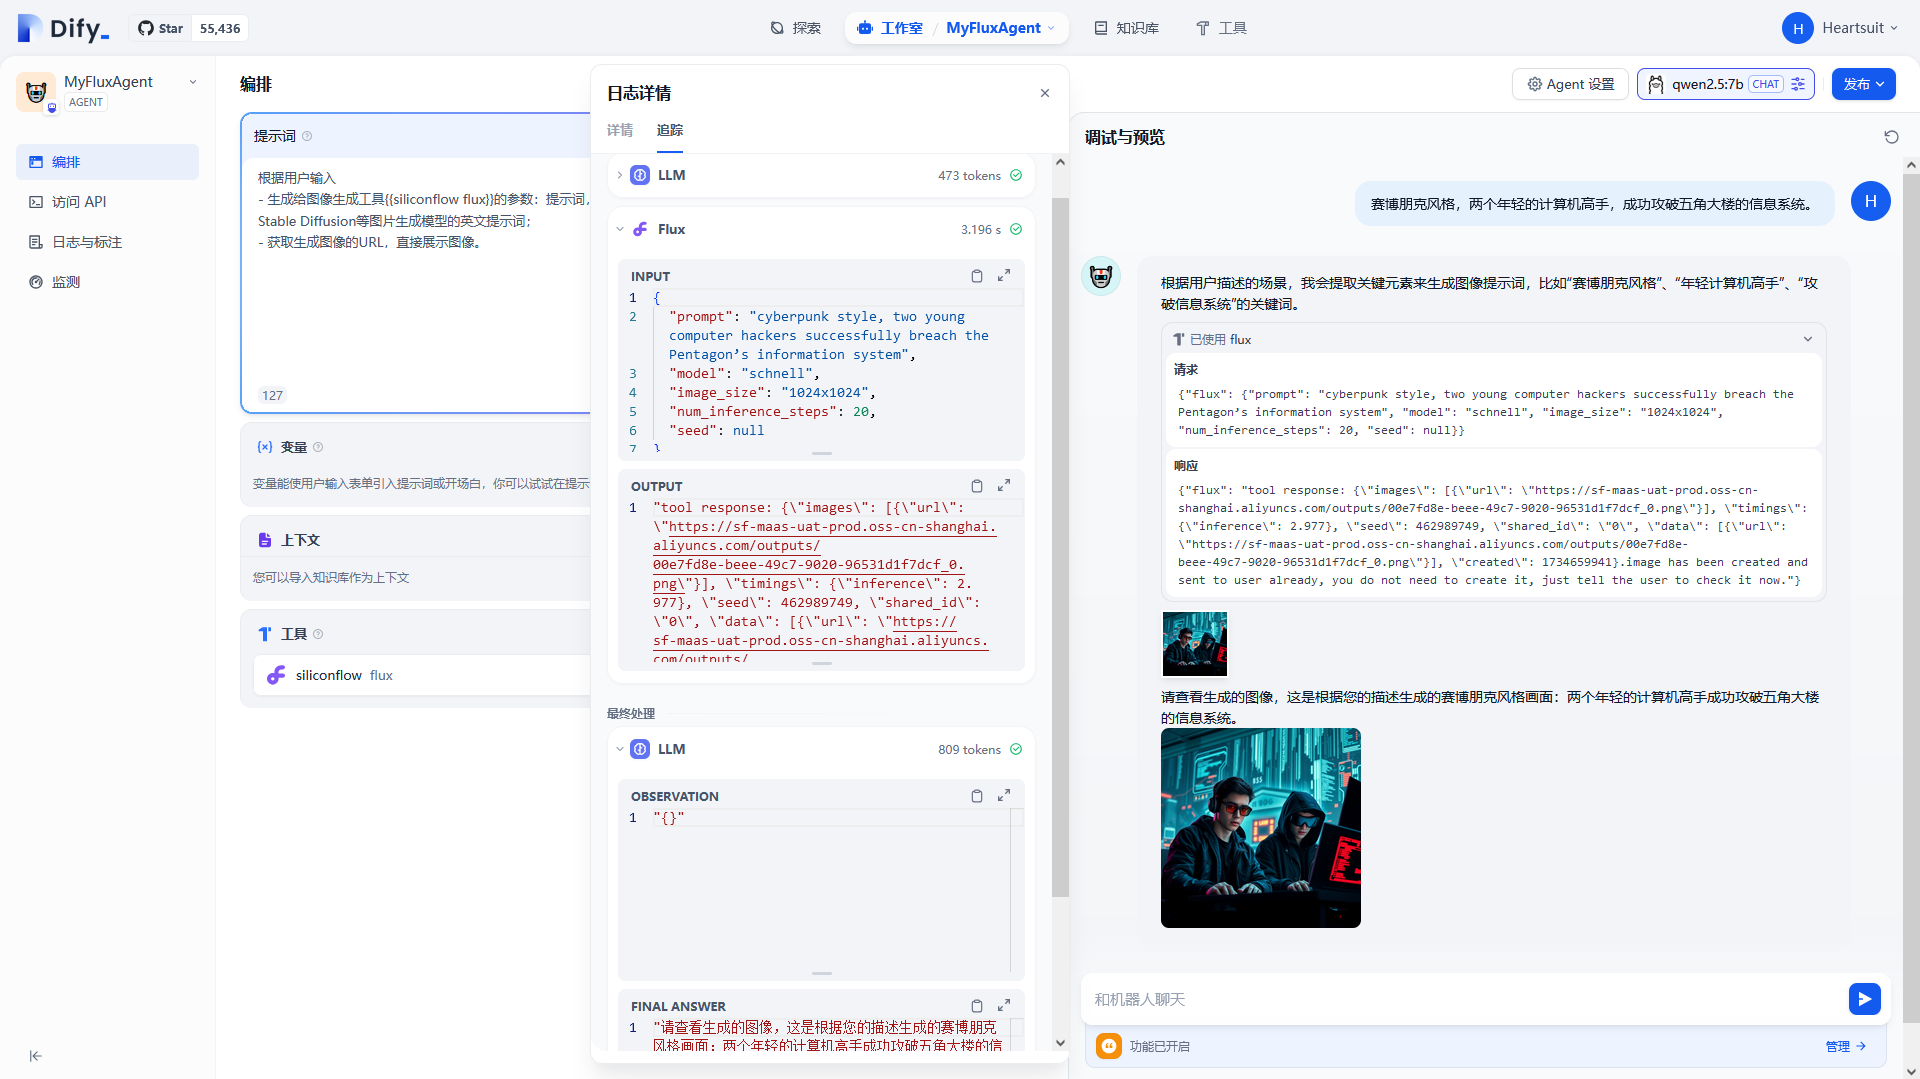 Dify_
Star 55,436
探索
工作室 / MyFluxAgent
知识库
工具
H Heartsuit
MyFluxAgent
AGENT
编排
访问 API
日志与标注
监测
编排
Agent 设置
qwen2.5:7b CHAT
发布
提示词
根据用户输入
- 生成给图像生成工具{{siliconflow flux}}的参数：提示词,
Stable Diffusion等图片生成模型的英文提示词；
- 获取生成图像的URL，直接展示图像。
127
{x} 变量
变量能使用户输入表单引入提示词或开场白，你可以试试在提示
上下文
您可以导入知识库作为上下文
工具
siliconflow flux
日志详情
详情 追踪
LLM 473 tokens
Flux 3.196 s
INPUT
1 {
2 "prompt": "cyberpunk style, two young
computer hackers successfully breach the
Pentagon’s information system",
3 "model": "schnell",
4 "image_size": "1024x1024",
5 "num_inference_steps": 20,
6 "seed": null
7 }
OUTPUT
1 "tool response: {\"images\": [{\"url\":
\"https://sf-maas-uat-prod.oss-cn-shanghai.
aliyuncs.com/outputs/
00e7fd8e-beee-49c7-9020-96531d1f7dcf_0.
png\"}], \"timings\": {\"inference\": 2.
977}, \"seed\": 462989749, \"shared_id\":
\"0\", \"data\": [{\"url\": \"https://
sf-maas-uat-prod.oss-cn-shanghai.aliyuncs.
com/outputs/
最终处理
LLM 809 tokens
OBSERVATION
1 "{}"
FINAL ANSWER
1 "请查看生成的图像，这是根据您的描述生成的赛博朋克
风格画面：两个年轻的计算机高手成功攻破五角大楼的信
调试与预览
赛博朋克风格，两个年轻的计算机高手，成功攻破五角大楼的信息系统。
H
根据用户描述的场景，我会提取关键元素来生成图像提示词，比如“赛博朋克风格”、“年轻计算机高手”、“攻
破信息系统”的关键词。
已使用 flux
请求
{"flux": {"prompt": "cyberpunk style, two young computer hackers successfully breach the
Pentagon’s information system", "model": "schnell", "image_size": "1024x1024",
"num_inference_steps": 20, "seed": null}}
响应
{"flux": "tool response: {\"images\": [{\"url\": \"https://sf-maas-uat-prod.oss-cn-
shanghai.aliyuncs.com/outputs/00e7fd8e-beee-49c7-9020-96531d1f7dcf_0.png\"}], \"timings\":
{\"inference\": 2.977}, \"seed\": 462989749, \"shared_id\": \"0\", \"data\": [{\"url\":
\"https://sf-maas-uat-prod.oss-cn-shanghai.aliyuncs.com/outputs/00e7fd8e-
beee-49c7-9020-96531d1f7dcf_0.png\"}], \"created\": 1734659941}.image has been created and
sent to user already, you do not need to create it, just tell the user to check it now."}
请查看生成的图像，这是根据您的描述生成的赛博朋克风格画面：两个年轻的计算机高手成功攻破五角大楼
的信息系统。
和机器人聊天
功能已开启
管理